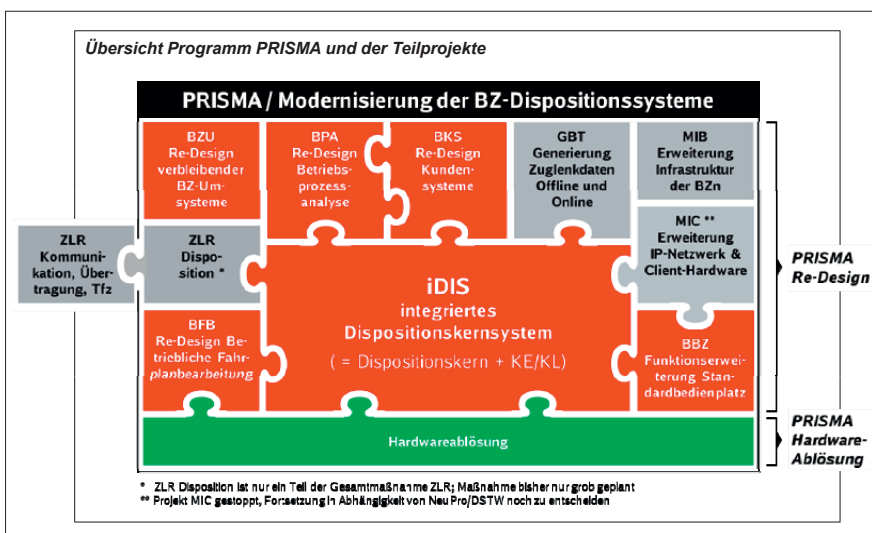 Übersicht Programm PRISMA und der Teilprojekte
PRISMA / Modernisierung der BZ-Dispositionssysteme
BZU
Re-Design
verbleibender
BZ-Um-
systeme
BPA
Re-Design
Betriebs-
prozess-
analyse
BKS
Re-Design
Kunden-
systeme
GBT
Generierung
Zuglenkdaten
Offline und
Online
MIB
Erweiterung
Infrastruktur
der BZn
ZLR
Kommuni-
kation, Über-
tragung, Tfz
ZLR
Dispo-
sition *
MIC **
Erweiterung
IP-Netzwerk &
Client-Hardware
iDIS
integriertes
Dispositionskernsystem
( = Dispositionskern + KE/KL)
BFB
Re-Design Be-
triebliche Fahr-
planbearbeitung
BBZ
Funktionserwei-
terung Stan-
dardbedienplatz
PRISMA
Re-Design
Hardwareablösung
PRISMA
Hardware-
Ablösung
* ZLR Disposition ist nur ein Teil der Gesamtmaßnahme ZLR; Maßnahme bisher nur grob geplant
** Projekt MIC gestoppt, Fortsetzung in Abhängigkeit von NeuPro/DSTW noch zu entscheiden